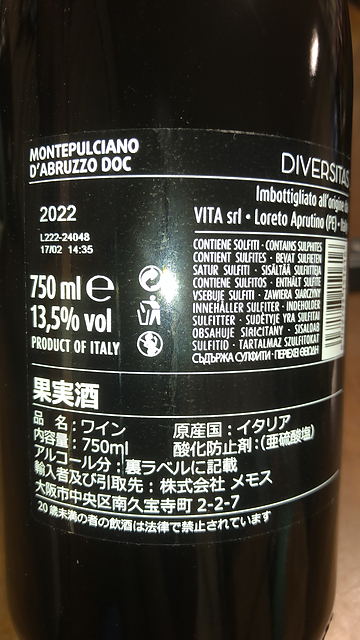 MONTEPULCIANO
D'ABRUZZO DOC
DIVERSITAS
2022
Imbottigliato all'origine
L222-24048
17/02 14:35
VITA srl • Loreto Aprutino (PE) •
750 ml e
13,5% vol
PRODUCT OF ITALY
CONTIENE SOLFITI · CONTAINS SULPHITES
CONTIENT SULFITES · BEVAT SULFIETEN
SATUR SULFITI · SISÄLTÄÄ SULFIITTEJA
CONTIENE SULFITOS · ENTHÄLT SULFITE
VSEBUJE SULFITI · ZAWIERA SIARCZYNY
INNEHÅLLER SULFITER · INDEHOLDER
SULFITTER · SUDĖTYJE YRA SULFITAI
OBSAHUJE SIRIČITANY · SISALDAB
SULFITID · TARTALMAZ SZULFITOKAT
СЪДЪРЖА СУЛФИТИ ·
果実酒
品 名：ワイン 原産国：イタリア
内容量：750ml 酸化防止剤：(亜硫酸塩)
アルコール分：裏ラベルに記載
輸入者及び引取先：株式会社 メモス
大阪市中央区南久宝寺町 2-2-7
20歳未満の者の飲酒は法律で禁止されています